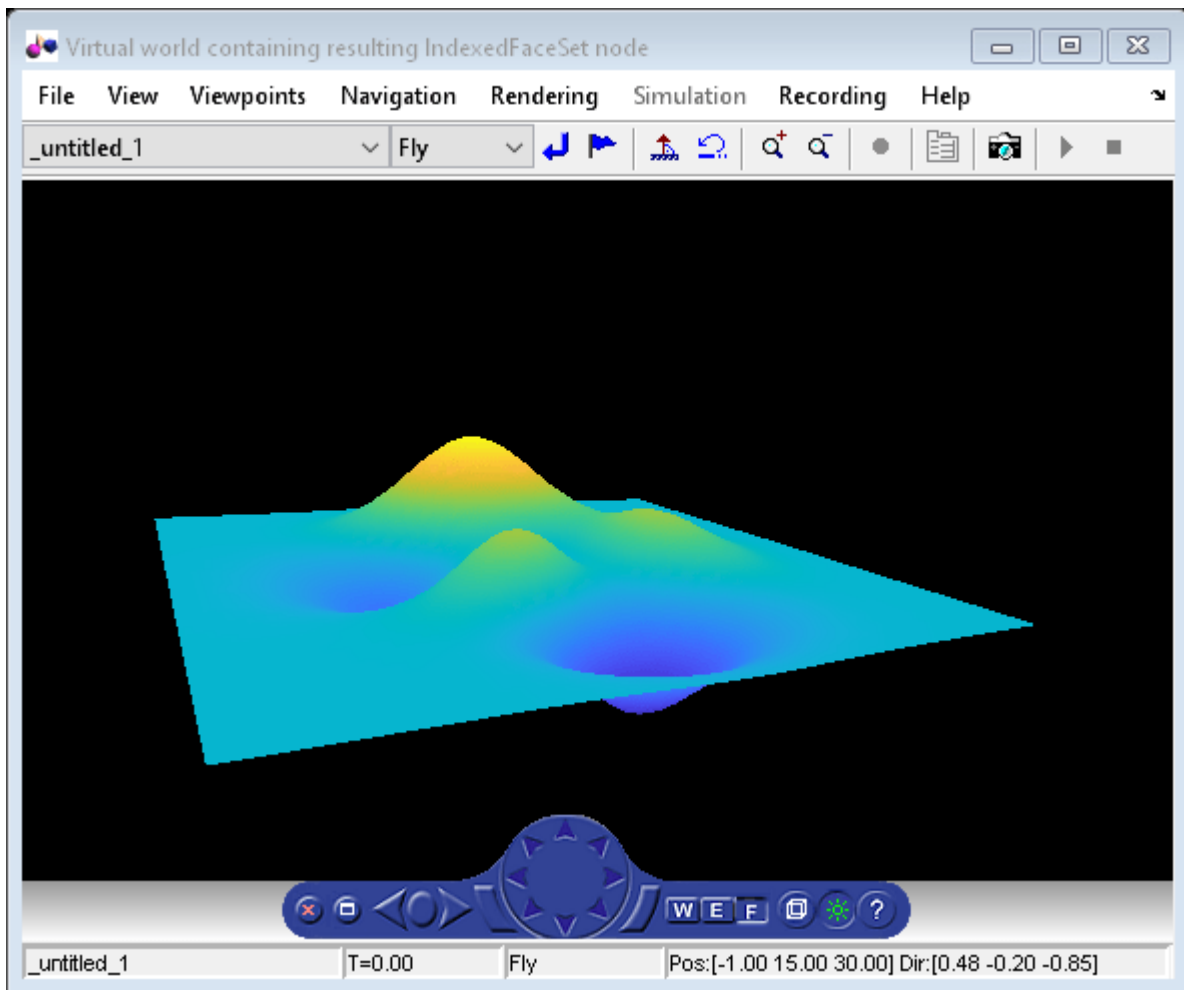 Virtual world containing resulting IndexedFaceSet node
File View Viewpoints Navigation Rendering Simulation Recording Help
_untitled_1 Fly
W E F ?
_untitled_1 T=0.00 Fly Pos:[-1.00 15.00 30.00] Dir:[0.48 -0.20 -0.85]